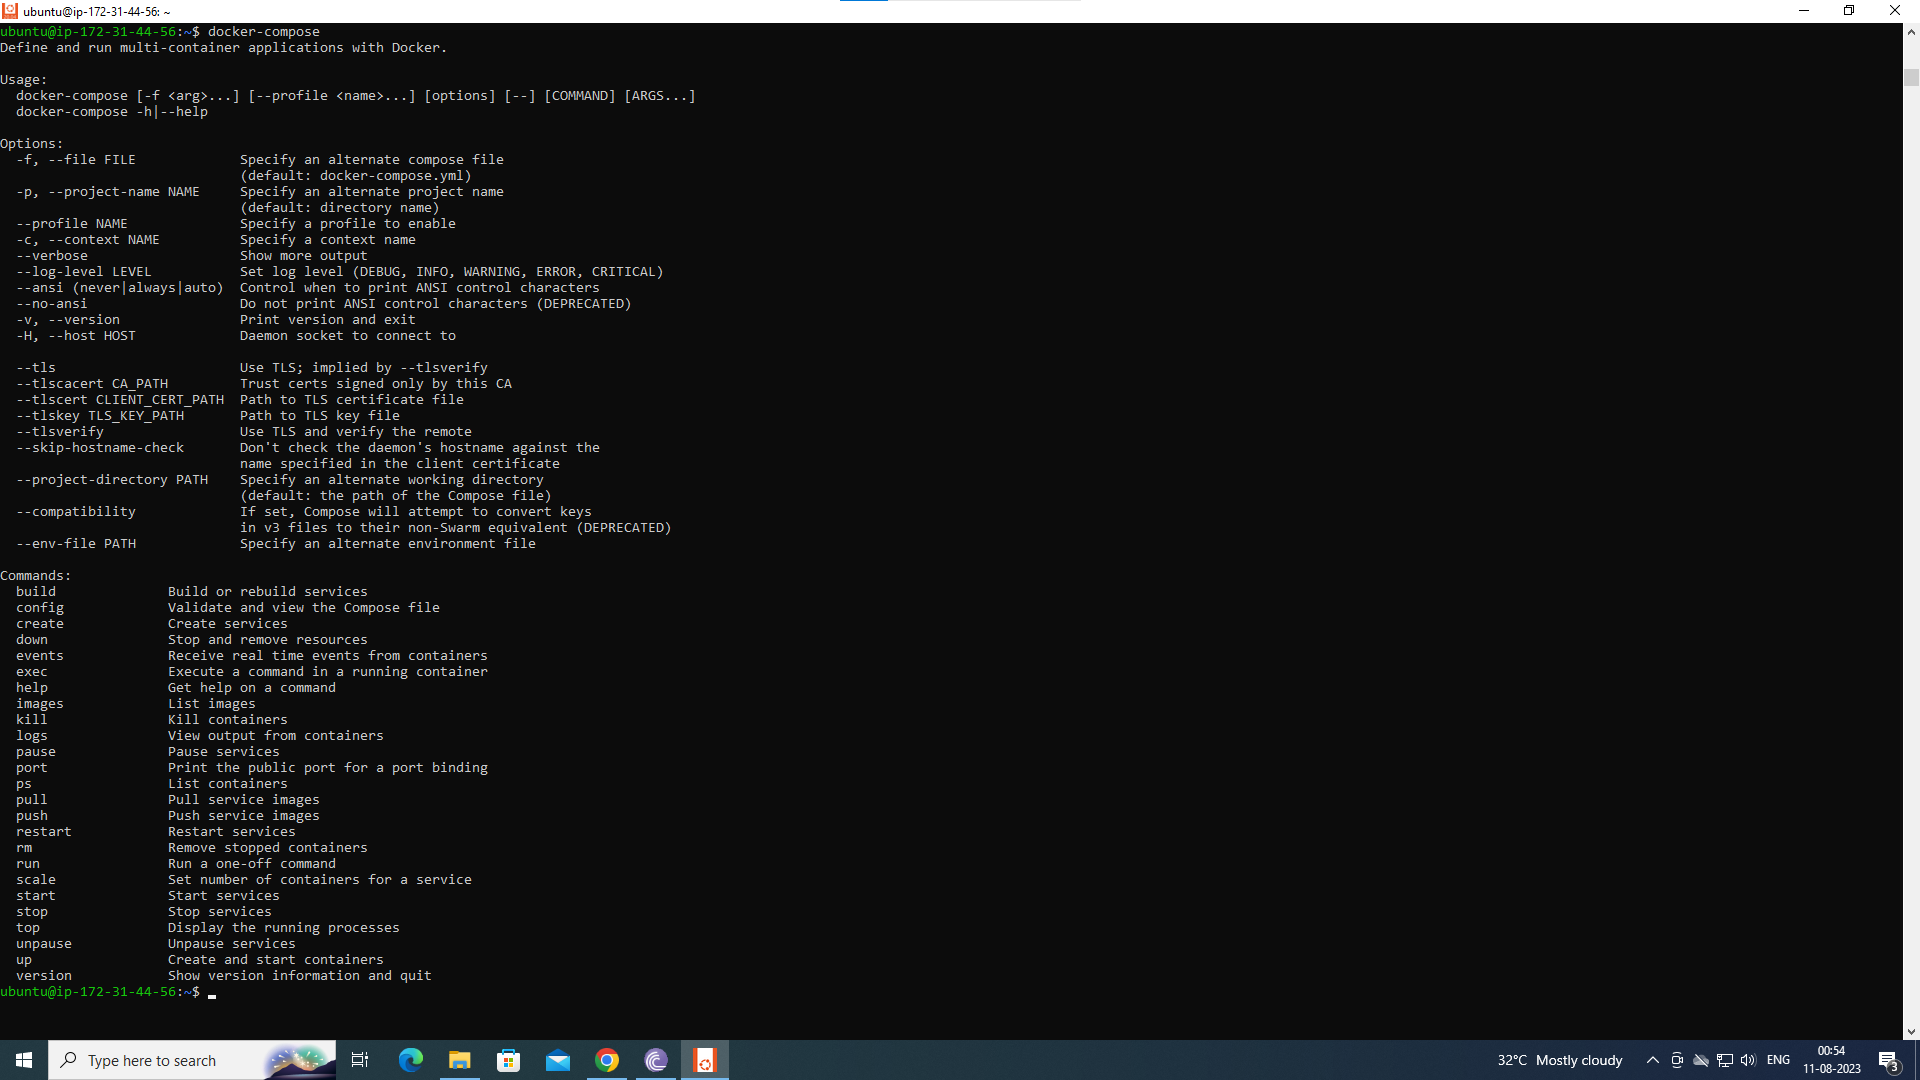 ubuntu@ip-172-31-44-56: ~
ubuntu@ip-172-31-44-56:~$ docker-compose
Define and run multi-container applications with Docker.

Usage:
  docker-compose [-f <arg>...] [--profile <name>...] [options] [--] [COMMAND] [ARGS...]
  docker-compose -h|--help

Options:
  -f, --file FILE             Specify an alternate compose file
                              (default: docker-compose.yml)
  -p, --project-name NAME     Specify an alternate project name
                              (default: directory name)
  --profile NAME              Specify a profile to enable
  -c, --context NAME          Specify a context name
  --verbose                   Show more output
  --log-level LEVEL           Set log level (DEBUG, INFO, WARNING, ERROR, CRITICAL)
  --ansi (never|always|auto)  Control when to print ANSI control characters
  --no-ansi                   Do not print ANSI control characters (DEPRECATED)
  -v, --version               Print version and exit
  -H, --host HOST             Daemon socket to connect to

  --tls                       Use TLS; implied by --tlsverify
  --tlscacert CA_PATH         Trust certs signed only by this CA
  --tlscert CLIENT_CERT_PATH  Path to TLS certificate file
  --tlskey TLS_KEY_PATH       Path to TLS key file
  --tlsverify                 Use TLS and verify the remote
  --skip-hostname-check       Don't check the daemon's hostname against the
                              name specified in the client certificate
  --project-directory PATH    Specify an alternate working directory
                              (default: the path of the Compose file)
  --compatibility             If set, Compose will attempt to convert keys
                              in v3 files to their non-Swarm equivalent (DEPRECATED)
  --env-file PATH             Specify an alternate environment file

Commands:
  build              Build or rebuild services
  config             Validate and view the Compose file
  create             Create services
  down               Stop and remove resources
  events             Receive real time events from containers
  exec               Execute a command in a running container
  help               Get help on a command
  images             List images
  kill               Kill containers
  logs               View output from containers
  pause              Pause services
  port               Print the public port for a port binding
  ps                 List containers
  pull               Pull service images
  push               Push service images
  restart            Restart services
  rm                 Remove stopped containers
  run                Run a one-off command
  scale              Set number of containers for a service
  start              Start services
  stop               Stop services
  top                Display the running processes
  unpause            Unpause services
  up                 Create and start containers
  version            Show version information and quit
ubuntu@ip-172-31-44-56:~$
Type here to search
32°C Mostly cloudy
ENG
00:54
11-08-2023
3